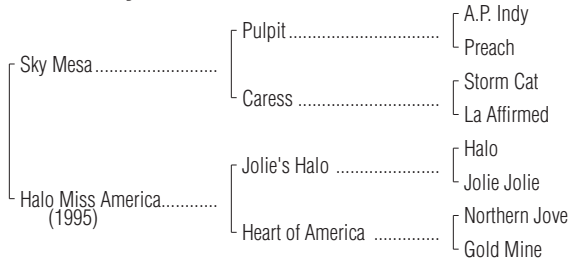 A.P. Indy
Pulpit
Preach
Sky Mesa
Storm Cat
Caress
La Affirmed
Halo
Jolie's Halo
Jolie Jolie
Halo Miss America
(1995)
Northern Jove
Heart of America
Gold Mine